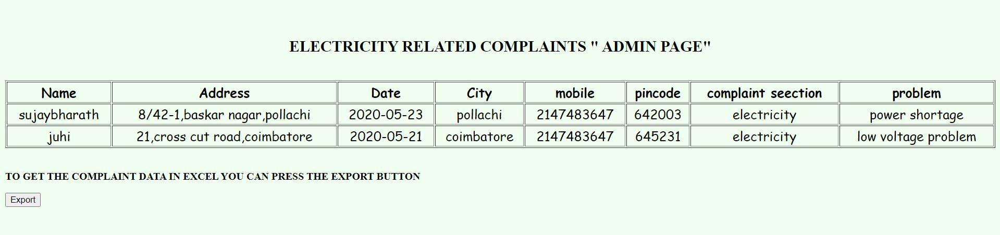 ELECTRICITY RELATED COMPLAINTS " ADMIN PAGE"
Name Address Date City mobile pincode complaint seection problem
sujaybharath 8/42-1,baskar nagar,pollachi 2020-05-23 pollachi 2147483647 642003 electricity power shortage
juhi 21,cross cut road,coimbatore 2020-05-21 coimbatore 2147483647 645231 electricity low voltage problem
TO GET THE COMPLAINT DATA IN EXCEL YOU CAN PRESS THE EXPORT BUTTON
Export